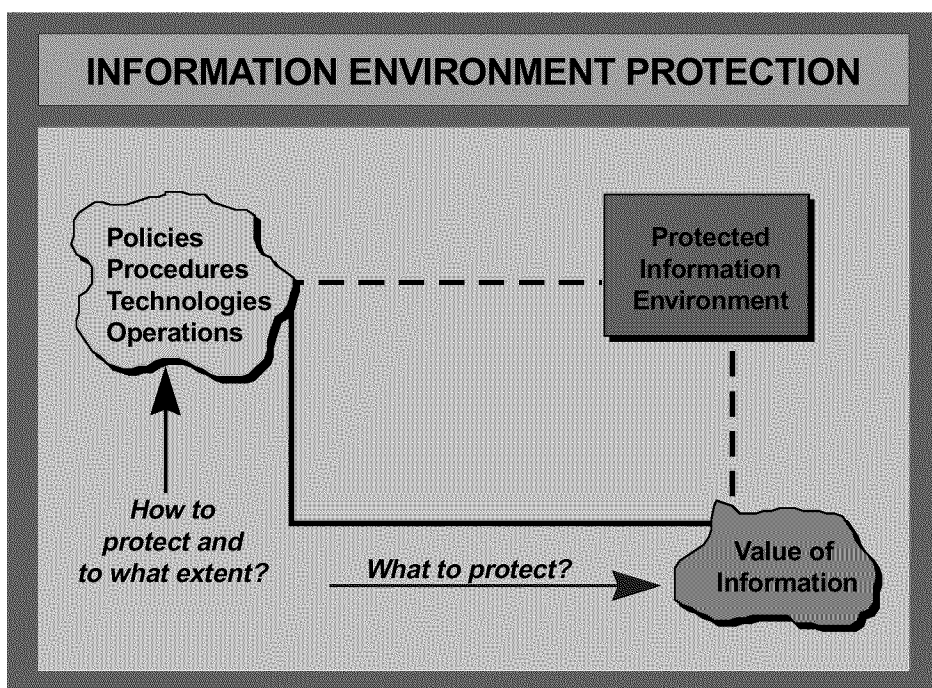 INFORMATION ENVIRONMENT PROTECTION
Policies
Procedures
Technologies
Operations
Protected
Information
Environment
How to
protect and
to what extent?
What to protect?
Value of
Information